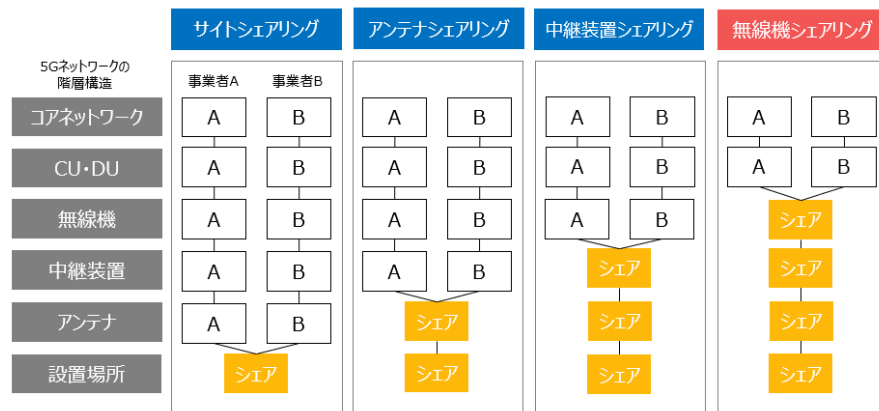 サイトシェアリング アンテナシェアリング 中継装置シェアリング 無線機シェアリング
5Gネットワークの
階層構造
事業者A 事業者B
コアネットワーク A B A B A B A B
CU・DU A B A B A B A B
無線機 A B A B A B シェア
中継装置 A B A B シェア シェア
アンテナ A B シェア シェア シェア
設置場所 シェア シェア シェア シェア